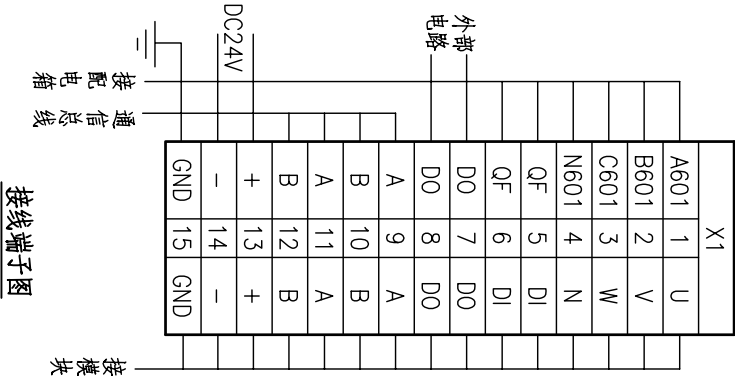 X1
A601 1 U
B601 2 V
C601 3 W
N601 4 N
QF 5 DI
QF 6 DI
DO 7 DO
DO 8 DO
A 9 A
B 10 B
A 11 A
B 12 B
+ 13 +
- 14 -
GND 15 GND
接配电箱
外部
电路
通信总线
DC24V
接模块
接线端子图